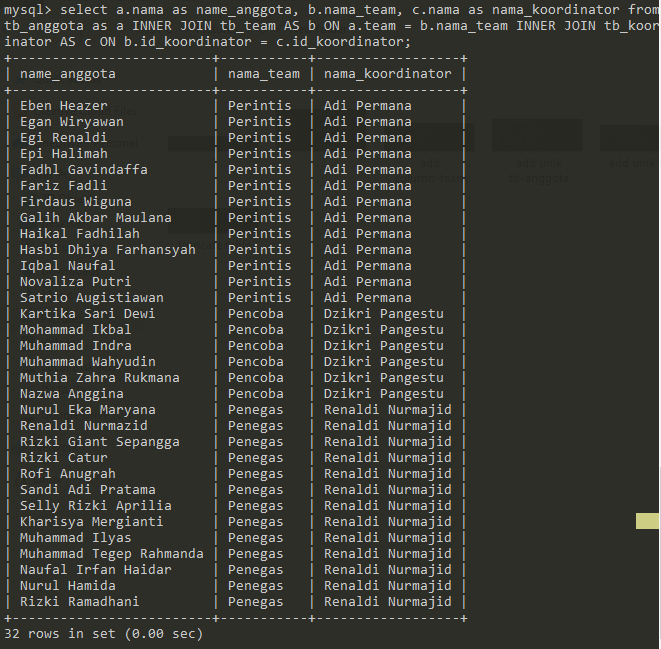 mysql> select a.nama as name_anggota, b.nama_team, c.nama as nama_koordinator from
tb_anggota as a INNER JOIN tb_team AS b ON a.team = b.nama_team INNER JOIN tb_koor
inator AS c ON b.id_koordinator = c.id_koordinator;
+-------------------------+-----------+------------------+
| name_anggota            | nama_team | nama_koordinator |
+-------------------------+-----------+------------------+
| Eben Heazer             | Perintis  | Adi Permana      |
| Egan Wiryawan           | Perintis  | Adi Permana      |
| Egi Renaldi             | Perintis  | Adi Permana      |
| Epi Halimah             | Perintis  | Adi Permana      |
| Fadhl Gavindaffa        | Perintis  | Adi Permana      |
| Fariz Fadli             | Perintis  | Adi Permana      |
| Firdaus Wiguna          | Perintis  | Adi Permana      |
| Galih Akbar Maulana     | Perintis  | Adi Permana      |
| Haikal Fadhilah         | Perintis  | Adi Permana      |
| Hasbi Dhiya Farhansyah  | Perintis  | Adi Permana      |
| Iqbal Naufal            | Perintis  | Adi Permana      |
| Novaliza Putri          | Perintis  | Adi Permana      |
| Satrio Augistiawan      | Perintis  | Adi Permana      |
| Kartika Sari Dewi       | Pencoba   | Dzikri Pangestu  |
| Mohammad Ikbal          | Pencoba   | Dzikri Pangestu  |
| Muhammad Indra          | Pencoba   | Dzikri Pangestu  |
| Muhammad Wahyudin       | Pencoba   | Dzikri Pangestu  |
| Muthia Zahra Rukmana    | Pencoba   | Dzikri Pangestu  |
| Nazwa Anggina           | Pencoba   | Dzikri Pangestu  |
| Nurul Eka Maryana       | Penegas   | Renaldi Nurmajid |
| Renaldi Nurmazid        | Penegas   | Renaldi Nurmajid |
| Rizki Giant Sepangga    | Penegas   | Renaldi Nurmajid |
| Rizki Catur             | Penegas   | Renaldi Nurmajid |
| Rofi Anugrah            | Penegas   | Renaldi Nurmajid |
| Sandi Adi Pratama       | Penegas   | Renaldi Nurmajid |
| Selly Rizki Aprilia     | Penegas   | Renaldi Nurmajid |
| Kharisya Mergianti      | Penegas   | Renaldi Nurmajid |
| Muhammad Ilyas          | Penegas   | Renaldi Nurmajid |
| Muhammad Tegep Rahmanda | Penegas   | Renaldi Nurmajid |
| Naufal Irfan Haidar     | Penegas   | Renaldi Nurmajid |
| Nurul Hamida            | Penegas   | Renaldi Nurmajid |
| Rizki Ramadhani         | Penegas   | Renaldi Nurmajid |
+-------------------------+-----------+------------------+
32 rows in set (0.00 sec)